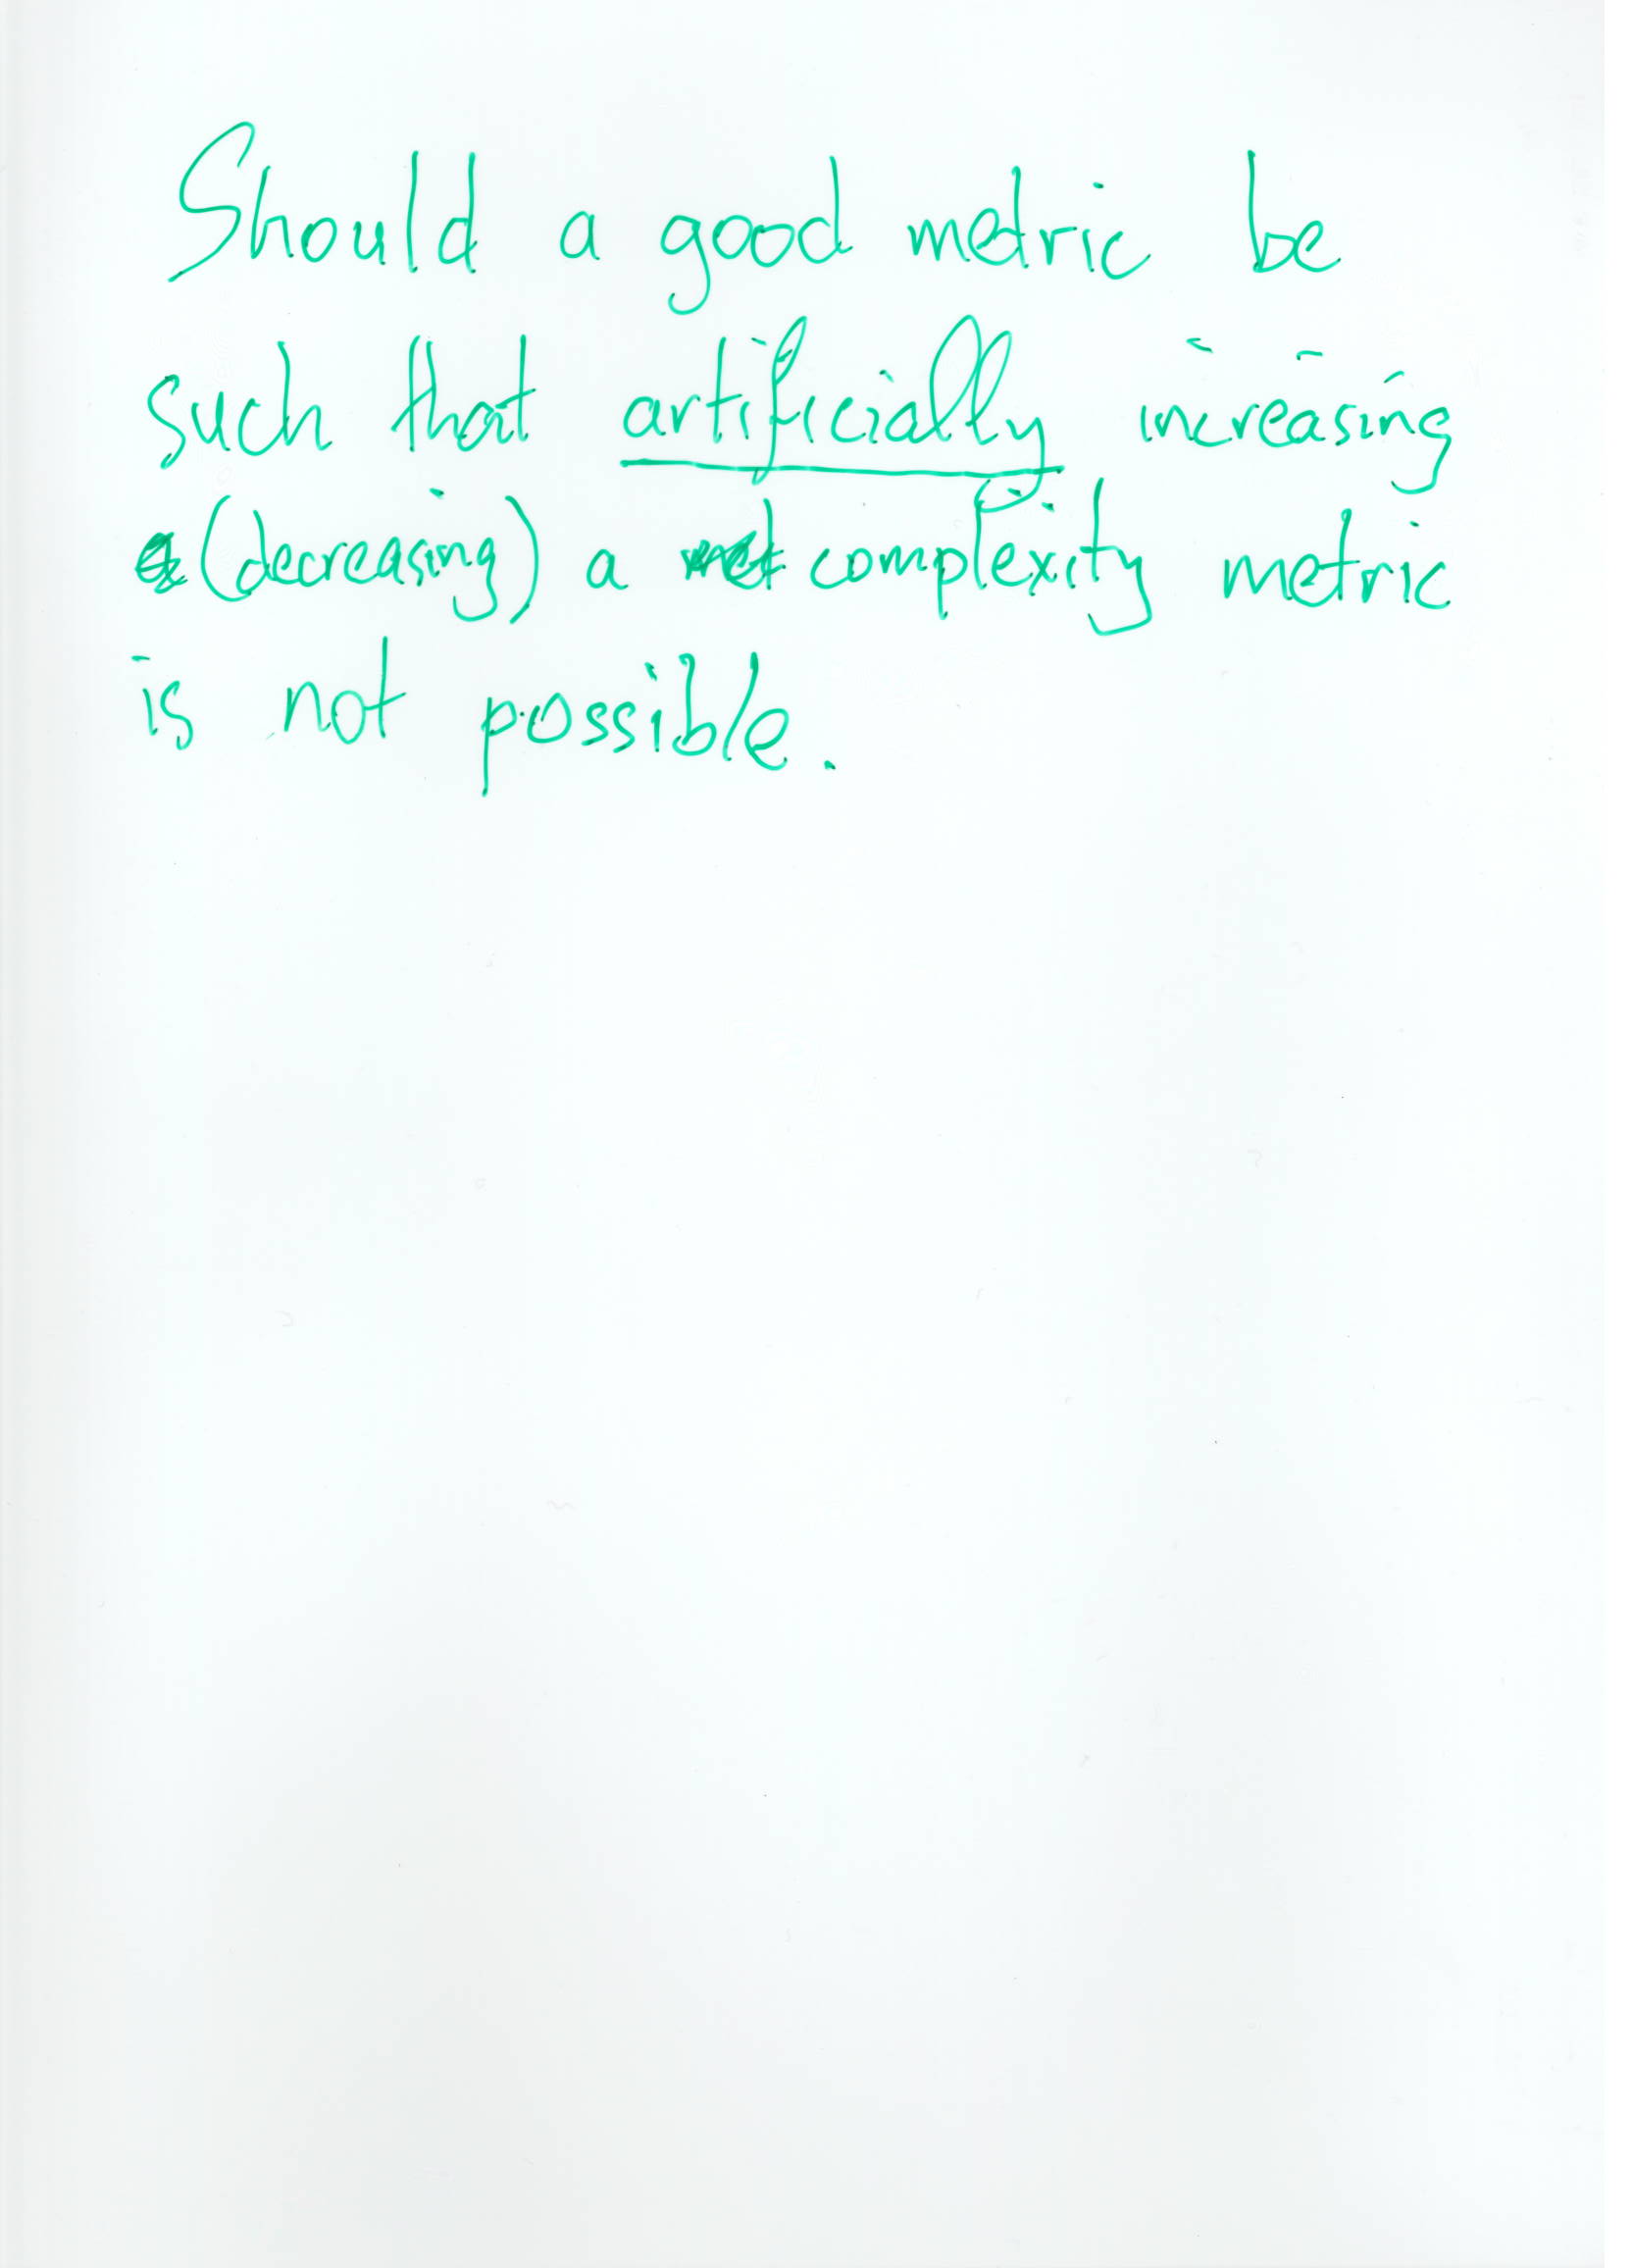 Should a good metric be
such that artificially increasing
(decreasing) a complexity metric
is not possible.